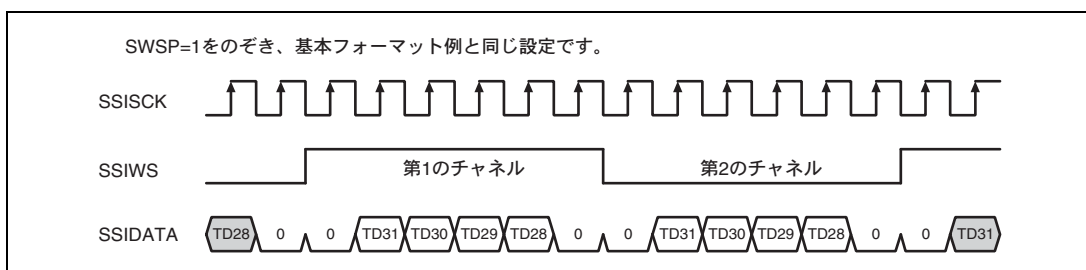 SWSP=1をのぞき、基本フォーマット例と同じ設定です。
SSISCK
SSIWS 第1のチャネル 第2のチャネル
SSIDATA TD28 0 0 TD31 TD30 TD29 TD28 0 0 TD31 TD30 TD29 TD28 0 0 TD31